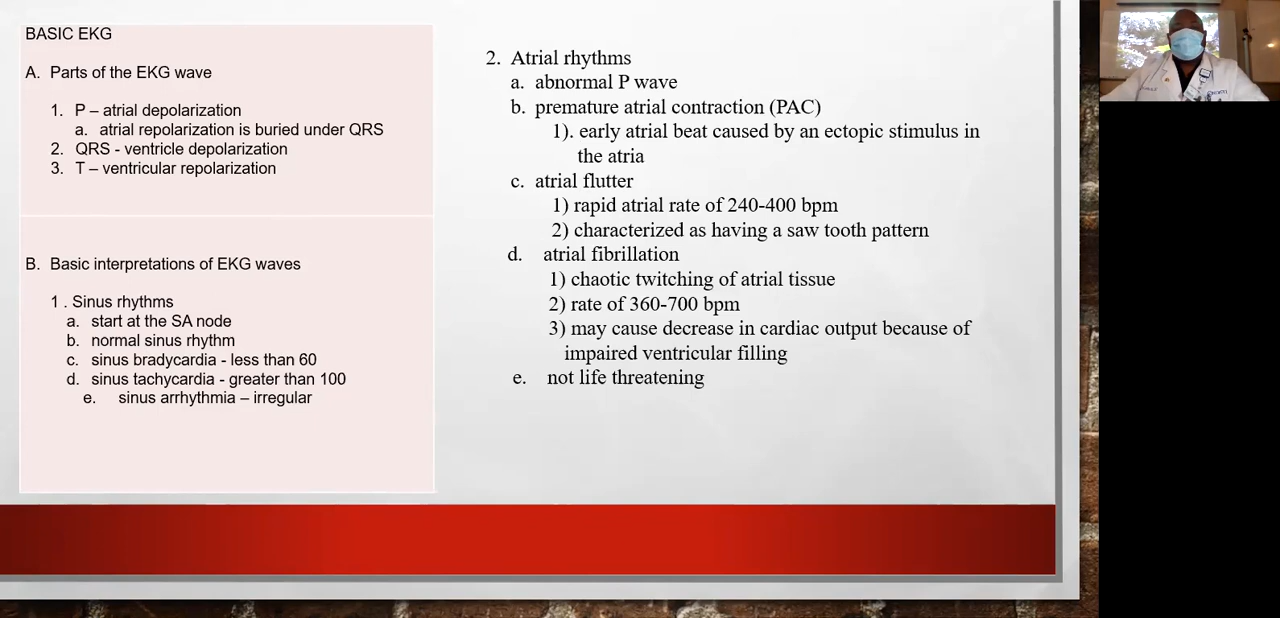 BASIC EKG
A. Parts of the EKG wave
1. P – atrial depolarization
a. atrial repolarization is buried under QRS
2. QRS - ventricle depolarization
3. T – ventricular repolarization
B. Basic interpretations of EKG waves
1 . Sinus rhythms
a. start at the SA node
b. normal sinus rhythm
c. sinus bradycardia - less than 60
d. sinus tachycardia - greater than 100
e. sinus arrhythmia – irregular
2. Atrial rhythms
a. abnormal P wave
b. premature atrial contraction (PAC)
1). early atrial beat caused by an ectopic stimulus in
the atria
c. atrial flutter
1) rapid atrial rate of 240-400 bpm
2) characterized as having a saw tooth pattern
d. atrial fibrillation
1) chaotic twitching of atrial tissue
2) rate of 360-700 bpm
3) may cause decrease in cardiac output because of
impaired ventricular filling
e. not life threatening